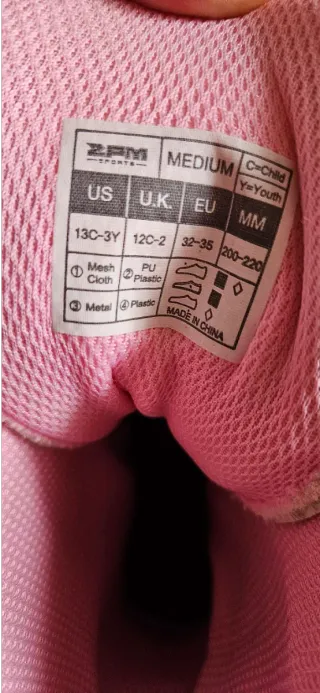 2PM
SPORTS
MEDIUM
C=Child
Y=Youth
US U.K. EU MM
13C-3Y 12C-2 32-35 200-220
① Mesh Cloth ② PU Plastic
③ Metal ④ Plastic
MADE IN CHINA